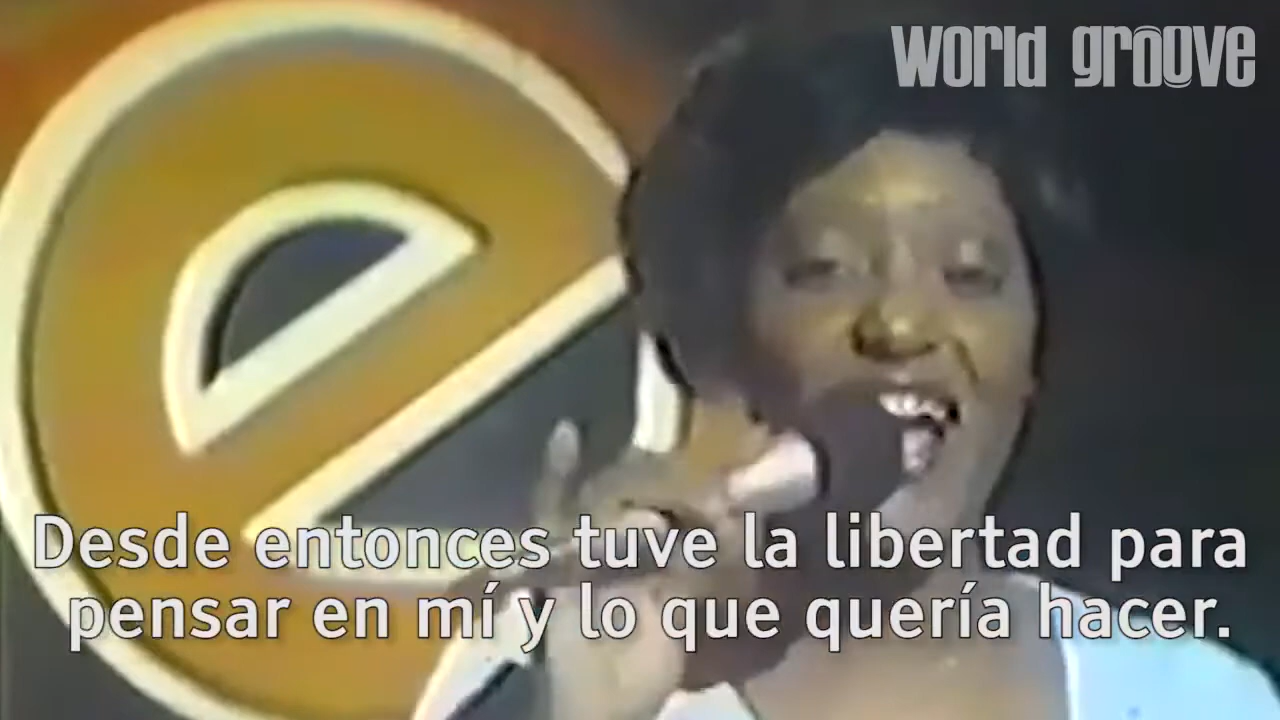 world groove
e
Desde entonces tuve la libertad para
pensar en mí y lo que quería hacer.